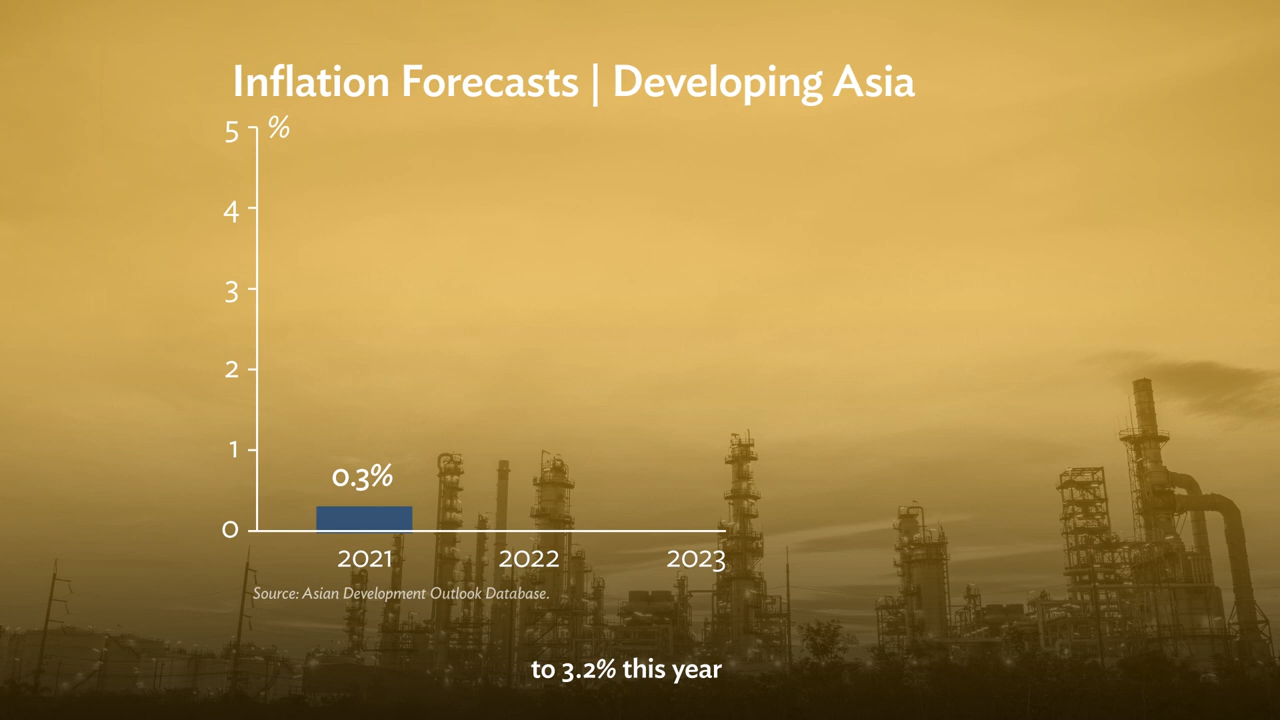 Inflation Forecasts | Developing Asia
5 %
4
3
2
1
0.3%
0
2021 2022 2023
Source: Asian Development Outlook Database.
to 3.2% this year